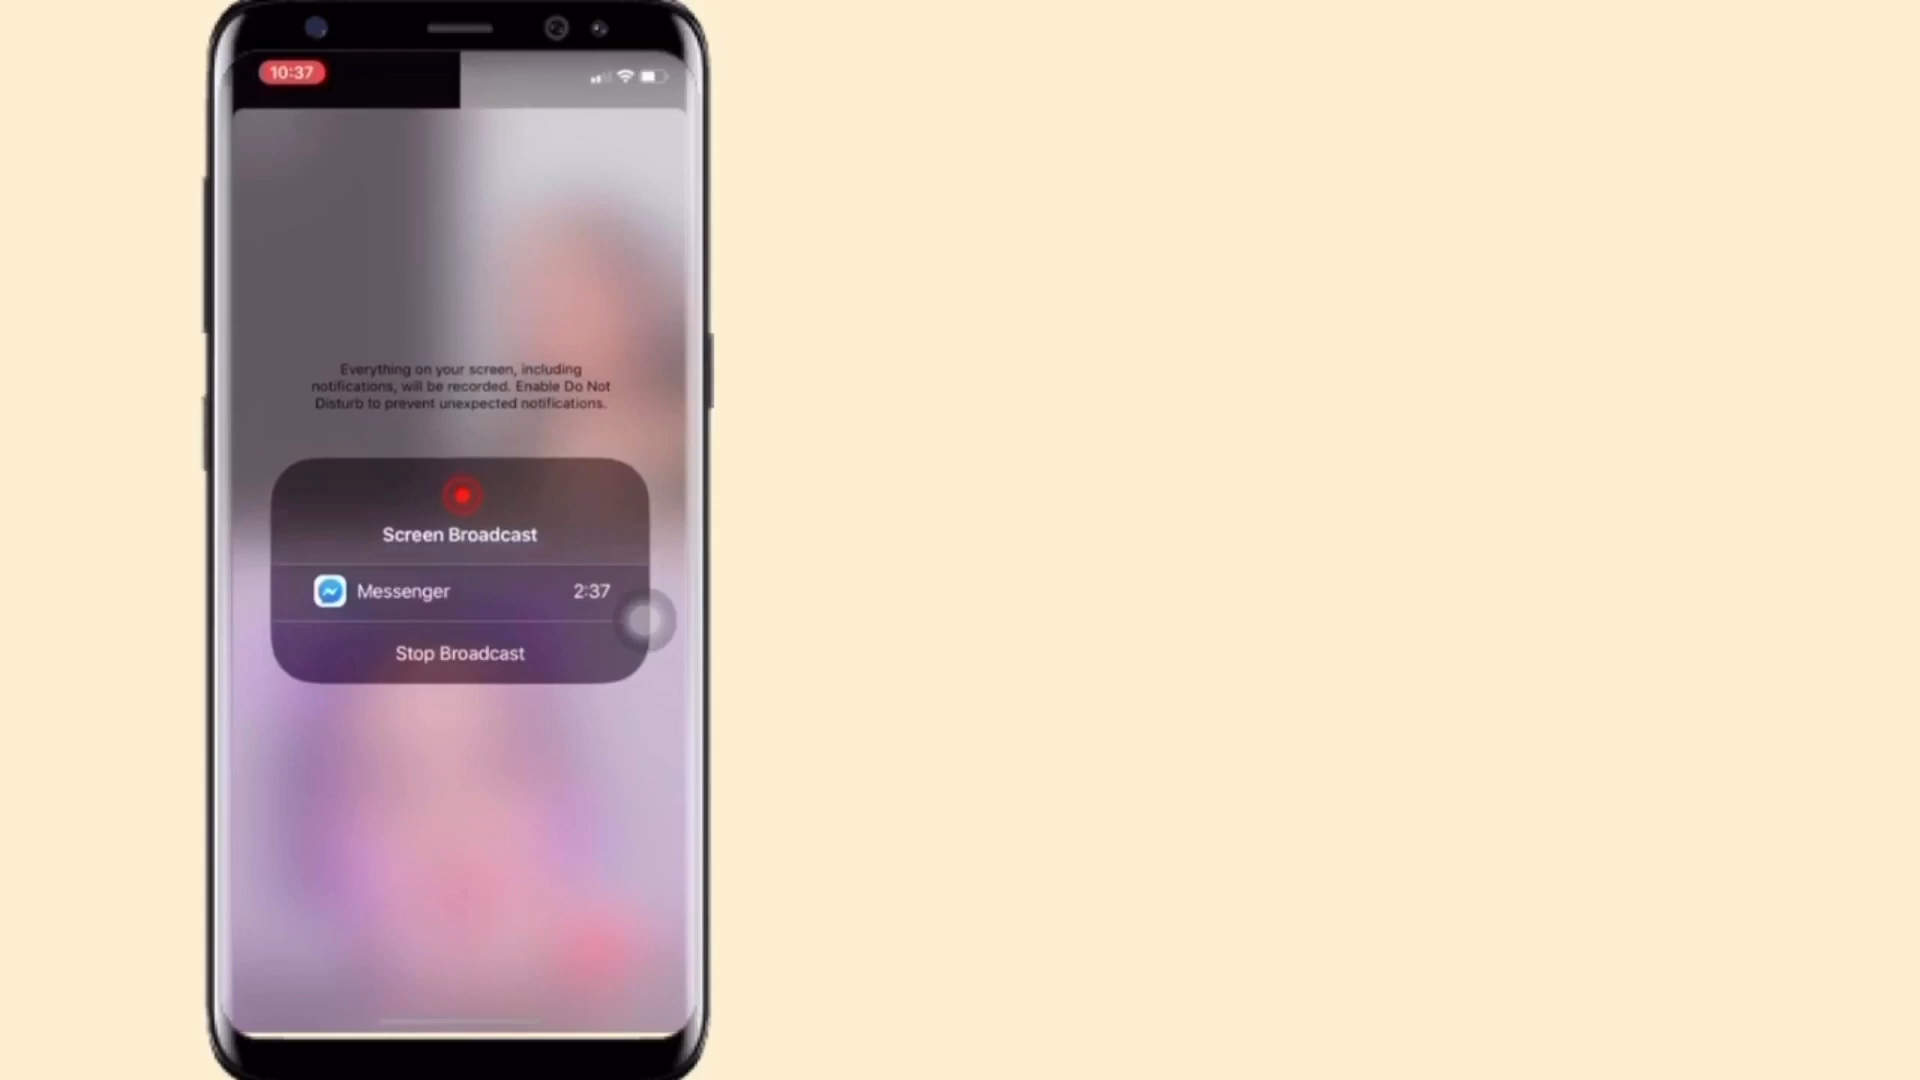 10:37
Everything on your screen, including
notifications, will be recorded. Enable Do Not
Disturb to prevent unexpected notifications.
Screen Broadcast
Messenger 2:37
Stop Broadcast